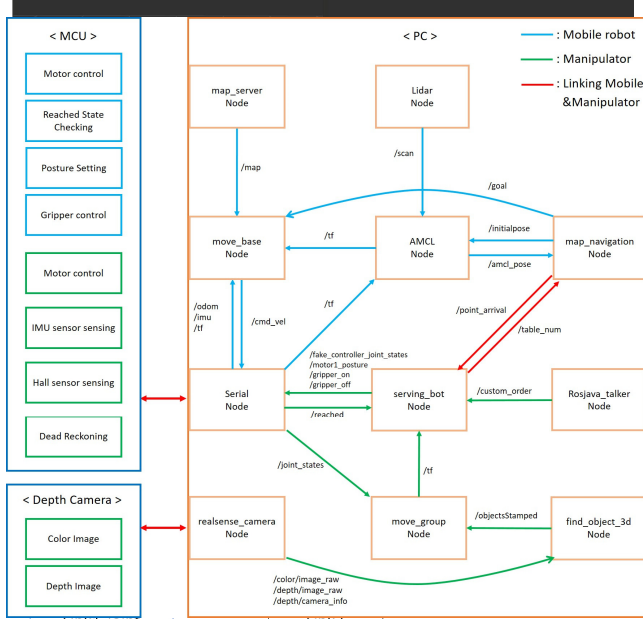 < MCU >
Motor control
Reached State
Checking
Posture Setting
Gripper control
Motor control
IMU sensor sensing
Hall sensor sensing
Dead Reckoning
< Depth Camera >
Color Image
Depth Image
< PC >
: Mobile robot
: Manipulator
: Linking Mobile
&Manipulator
map_server
Node
Lidar
Node
/map
/scan
/goal
move_base
Node
/tf
AMCL
Node
/initialpose
/amcl_pose
map_navigation
Node
/odom
/imu
/tf
/cmd_vel
/tf
/point_arrival
/table_num
/fake_controller_joint_states
/motor1_posture
/gripper_on
/gripper_off
Serial
Node
/reached
serving_bot
Node
/custom_order
Rosjava_talker
Node
/joint_states
/tf
realsense_camera
Node
move_group
Node
/objectsStamped
find_object_3d
Node
/color/image_raw
/depth/image_raw
/depth/camera_info